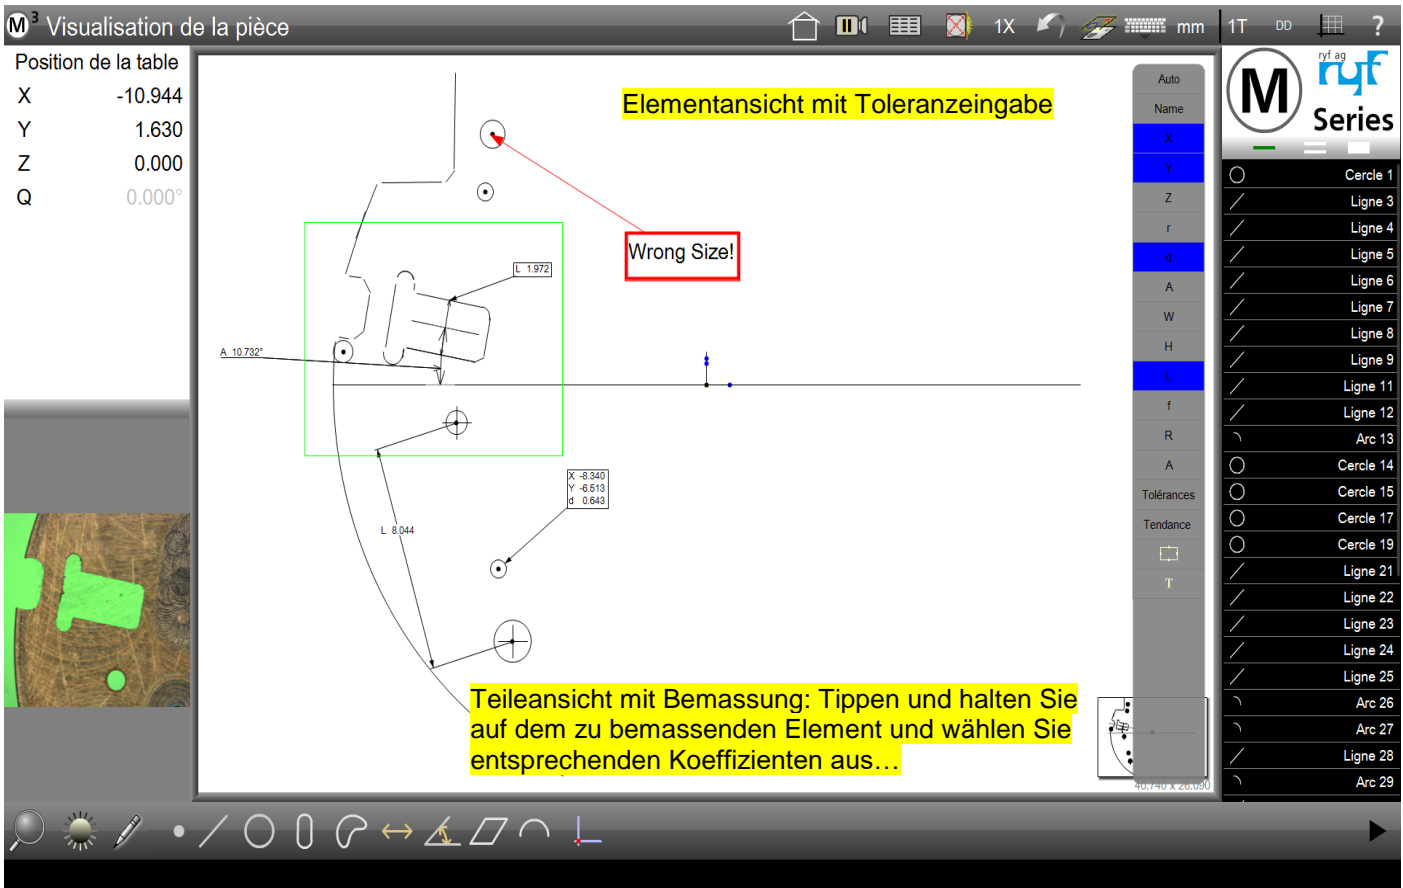 M3 Visualisation de la pièce
1X
mm
1T
DD
?
Position de la table
X -10.944
Y 1.630
Z 0.000
Q 0.000°
Elementansicht mit Toleranzeingabe
Wrong Size!
L 1.972
A 10.732°
X -8.340
Y -6.513
d 0.643
L 8.044
Teileansicht mit Bemassung: Tippen und halten Sie
auf dem zu bemassenden Element und wählen Sie
entsprechenden Koeffizienten aus…
Auto
Name
X
Y
Z
r
d
A
W
H
L
f
R
A
Tolérances
Tendance
T
40.740 x 26.090
M
ryf ag
ryf
Series
Cercle 1
Ligne 3
Ligne 4
Ligne 5
Ligne 6
Ligne 7
Ligne 8
Ligne 9
Ligne 11
Ligne 12
Arc 13
Cercle 14
Cercle 15
Cercle 17
Cercle 19
Ligne 21
Ligne 22
Ligne 23
Ligne 24
Ligne 25
Arc 26
Arc 27
Ligne 28
Arc 29